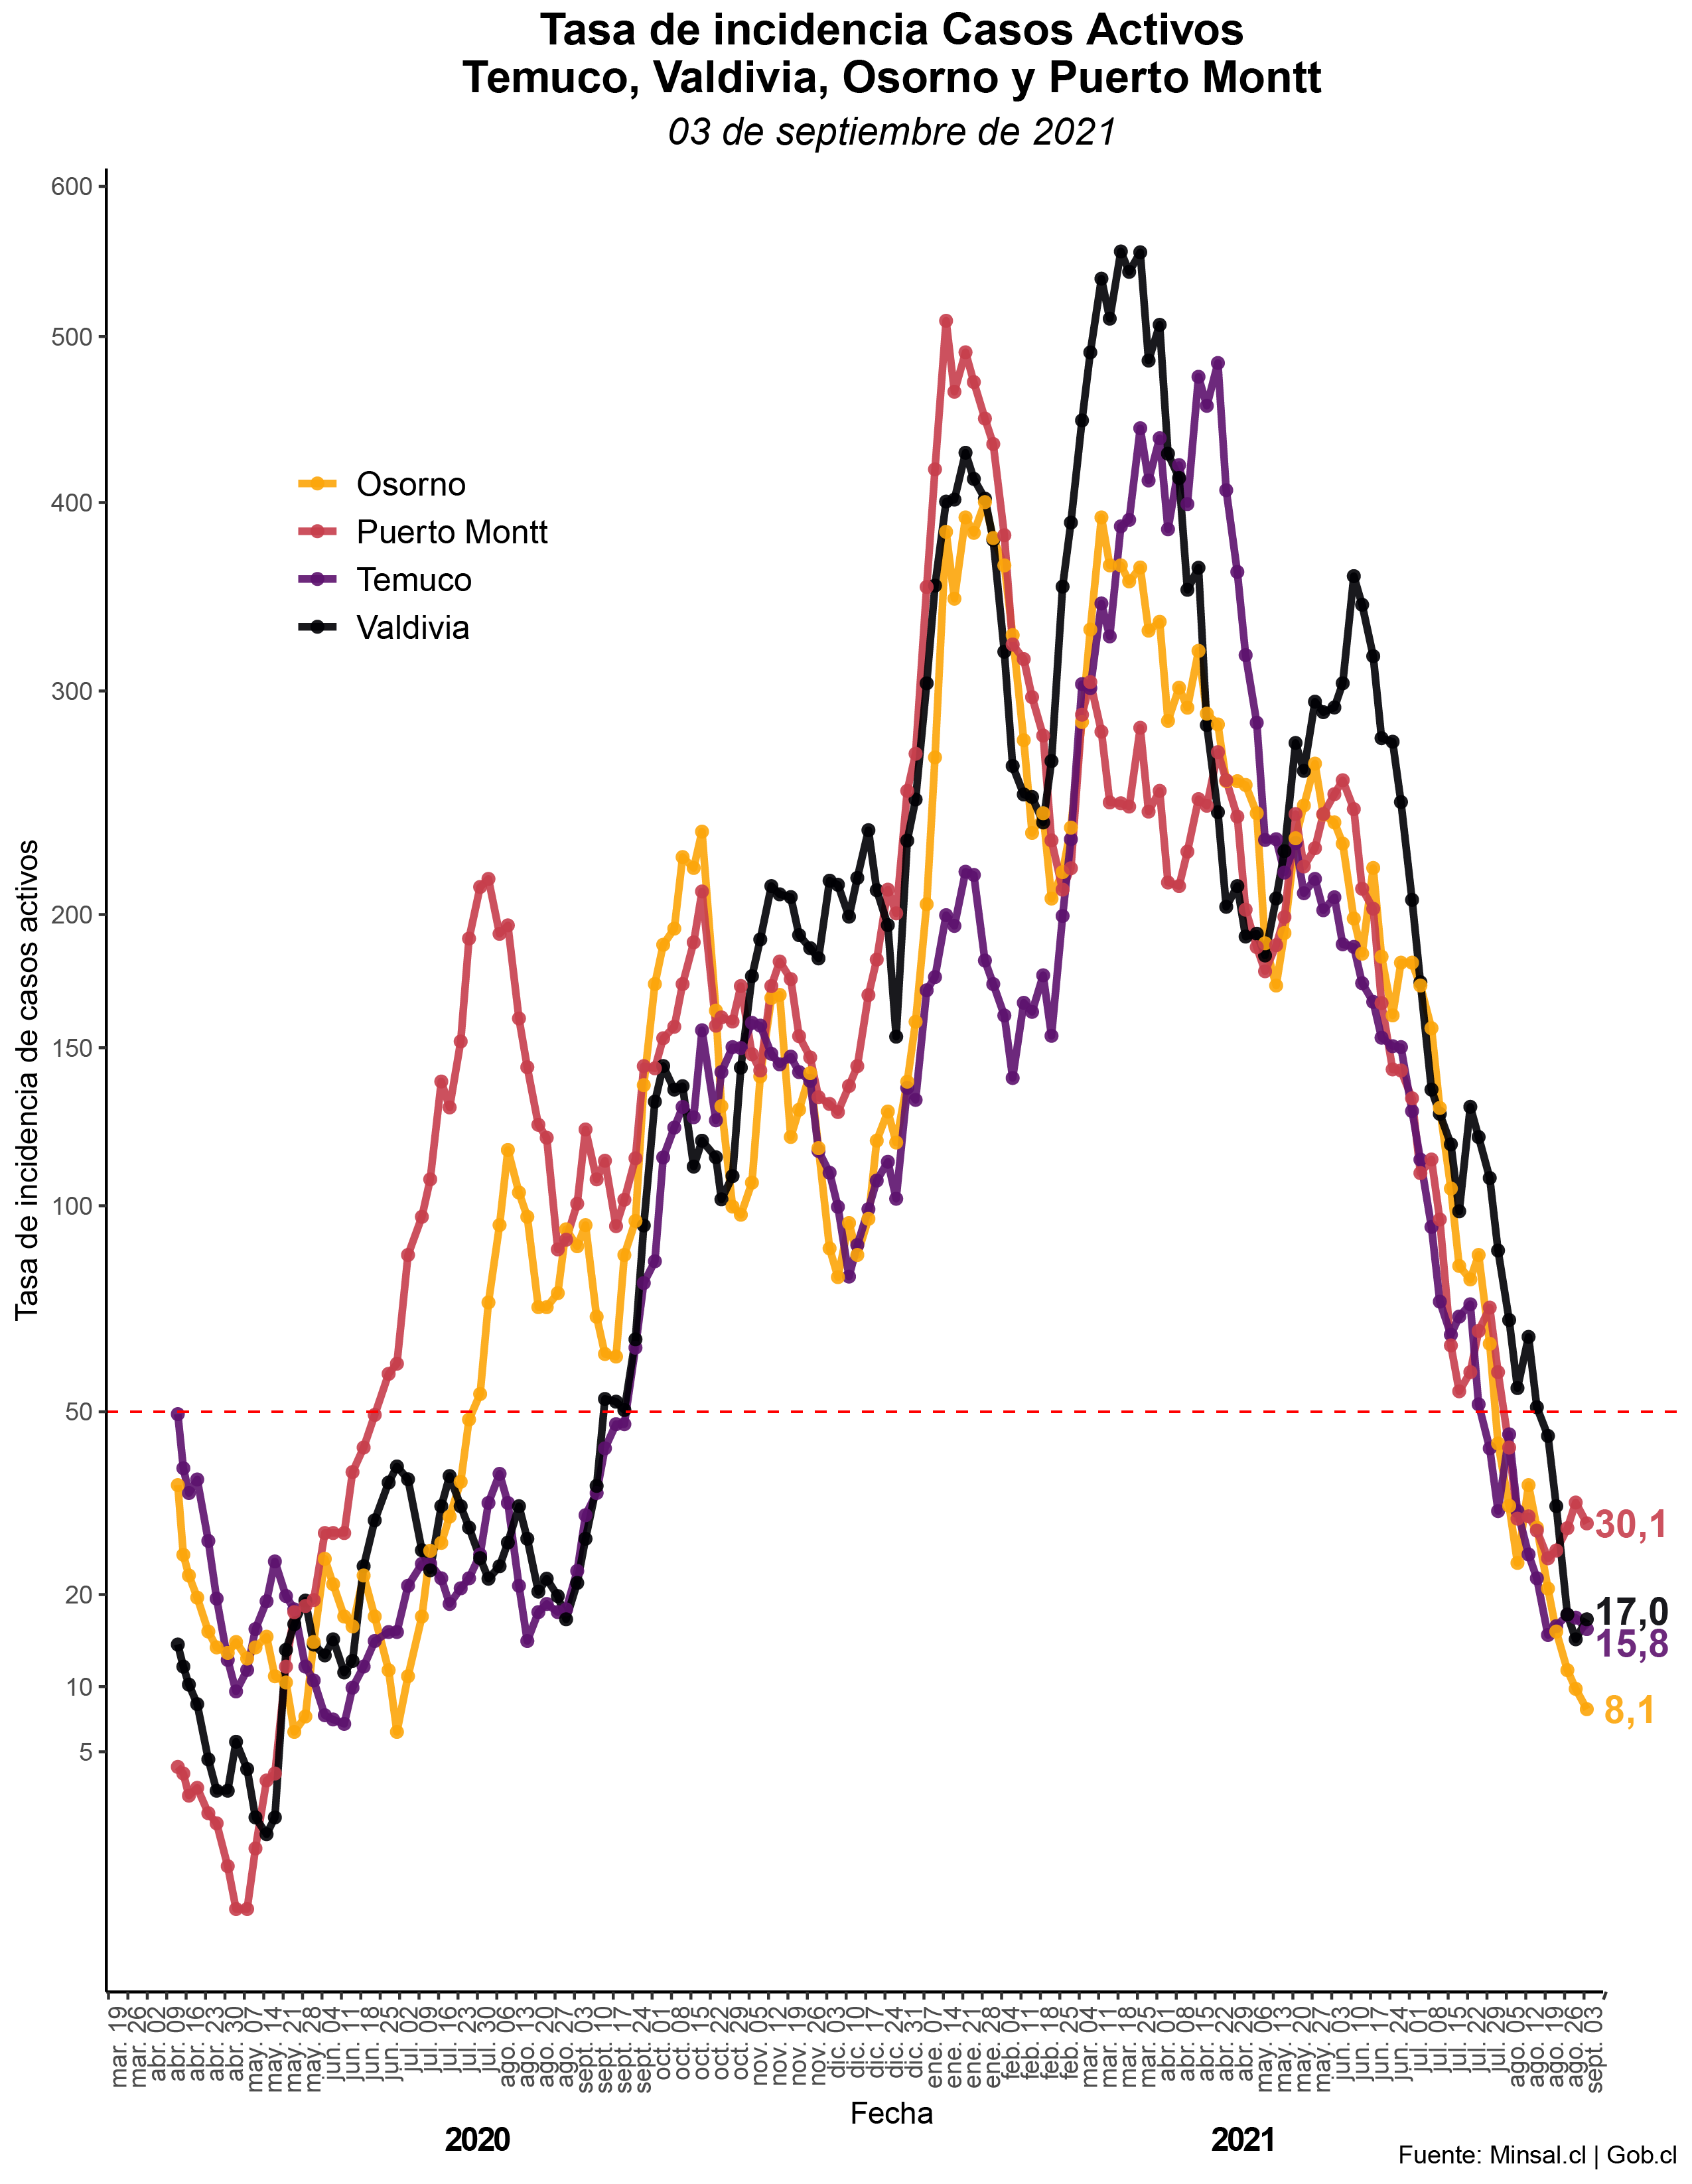 Tasa de incidencia Casos Activos
Temuco, Valdivia, Osorno y Puerto Montt
03 de septiembre de 2021
Tasa de incidencia de casos activos
600
500
400
300
200
150
100
50
20
10
5
Osorno
Puerto Montt
Temuco
Valdivia
30,1
17,0
15,8
8,1
mar. 19
mar. 26
abr. 02
abr. 09
abr. 16
abr. 23
abr. 30
may. 07
may. 14
may. 21
may. 28
jun. 04
jun. 11
jun. 18
jun. 25
jul. 02
jul. 09
jul. 16
jul. 23
jul. 30
ago. 06
ago. 13
ago. 20
ago. 27
sept. 03
sept. 10
sept. 17
sept. 24
oct. 01
oct. 08
oct. 15
oct. 22
oct. 29
nov. 05
nov. 12
nov. 19
nov. 26
dic. 03
dic. 10
dic. 17
dic. 24
dic. 31
ene. 07
ene. 14
ene. 21
ene. 28
feb. 04
feb. 11
feb. 18
feb. 25
mar. 04
mar. 11
mar. 18
mar. 25
abr. 01
abr. 08
abr. 15
abr. 22
abr. 29
may. 06
may. 13
may. 20
may. 27
jun. 03
jun. 10
jun. 17
jun. 24
jul. 01
jul. 08
jul. 15
jul. 22
jul. 29
ago. 05
ago. 12
ago. 19
ago. 26
sept. 03
Fecha
2020
2021
Fuente: Minsal.cl | Gob.cl